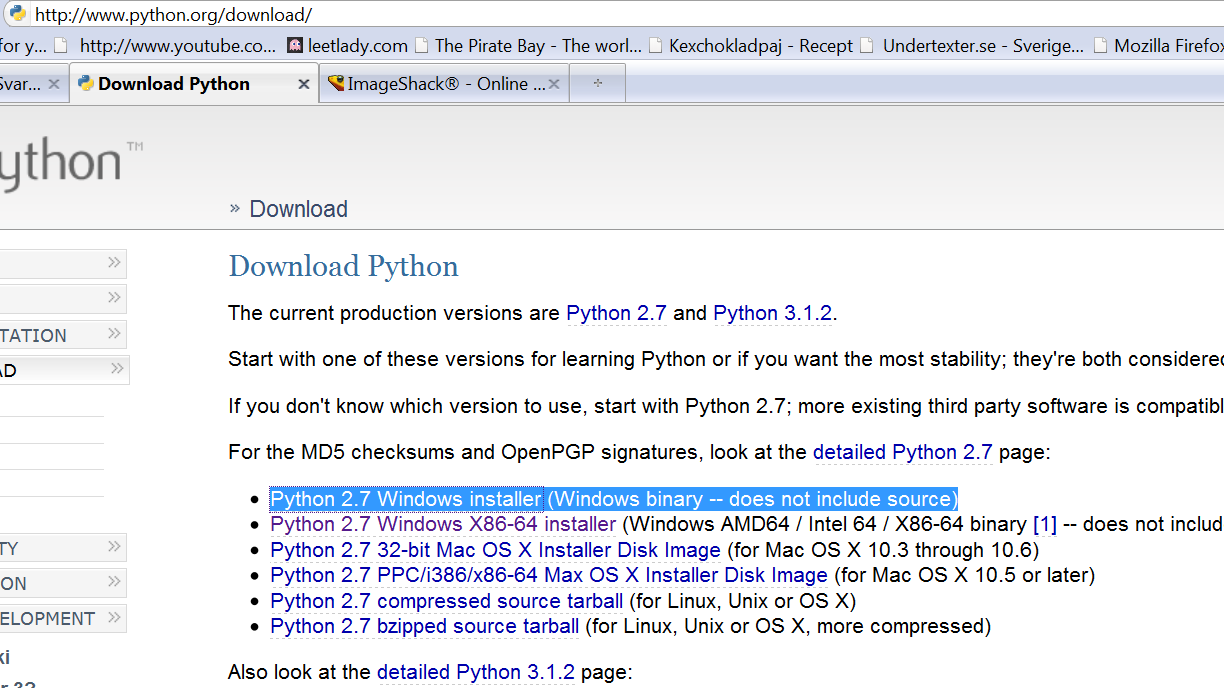 http://www.python.org/download/
for y... http://www.youtube.co... leetlady.com The Pirate Bay - The worl... Kexchokladpaj - Recept Undertexter.se - Sverige... Mozilla Firefox
Svar... Download Python ImageShack® - Online ...
ython™
» Download
TATION
AD
TY
ON
ELOPMENT
ki
Download Python
The current production versions are Python 2.7 and Python 3.1.2.
Start with one of these versions for learning Python or if you want the most stability; they're both considered
If you don't know which version to use, start with Python 2.7; more existing third party software is compatibl
For the MD5 checksums and OpenPGP signatures, look at the detailed Python 2.7 page:
• Python 2.7 Windows installer (Windows binary -- does not include source)
• Python 2.7 Windows X86-64 installer (Windows AMD64 / Intel 64 / X86-64 binary [1] -- does not includ
• Python 2.7 32-bit Mac OS X Installer Disk Image (for Mac OS X 10.3 through 10.6)
• Python 2.7 PPC/i386/x86-64 Max OS X Installer Disk Image (for Mac OS X 10.5 or later)
• Python 2.7 compressed source tarball (for Linux, Unix or OS X)
• Python 2.7 bzipped source tarball (for Linux, Unix or OS X, more compressed)
Also look at the detailed Python 3.1.2 page: